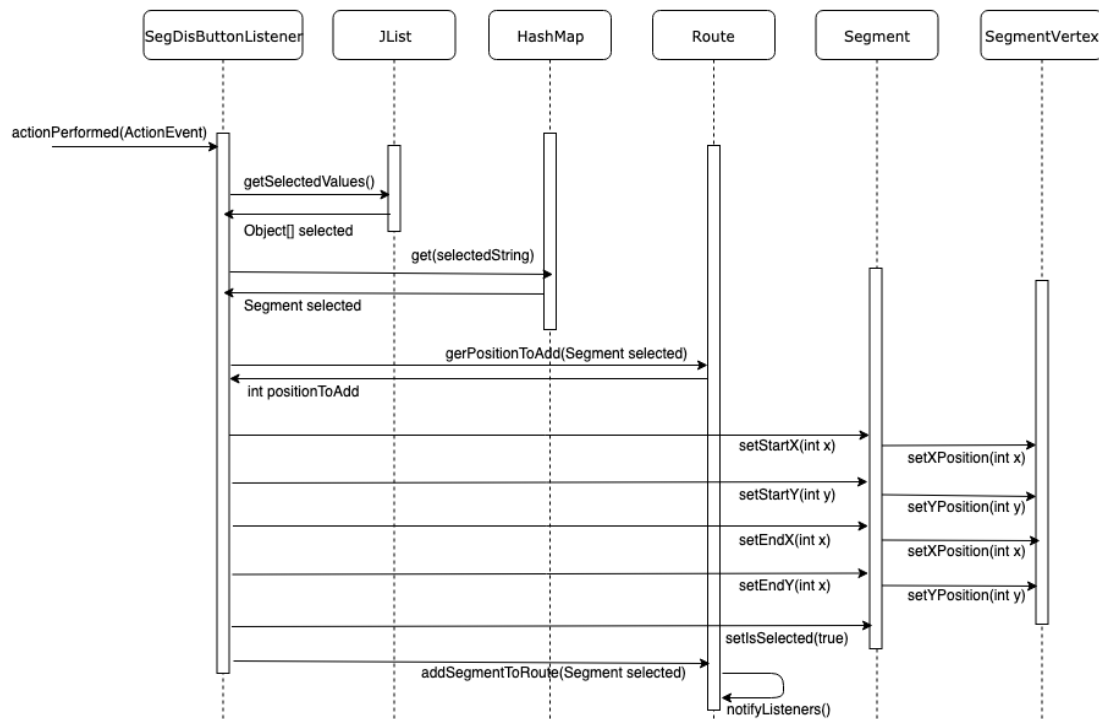 SegDisButtonListener
JList
HashMap
Route
Segment
SegmentVertex
actionPerformed(ActionEvent)
getSelectedValues()
Object[] selected
get(selectedString)
Segment selected
gerPositionToAdd(Segment selected)
int positionToAdd
setStartX(int x)
setXPosition(int x)
setStartY(int y)
setYPosition(int y)
setEndX(int x)
setXPosition(int x)
setEndY(int x)
setYPosition(int y)
setIsSelected(true)
addSegmentToRoute(Segment selected)
notifyListeners()